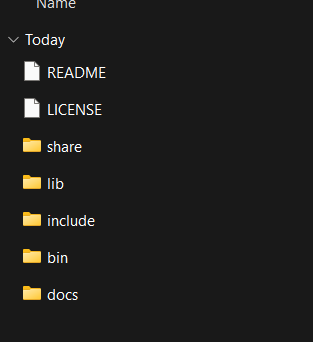 Name
Today
README
LICENSE
share
lib
include
bin
docs